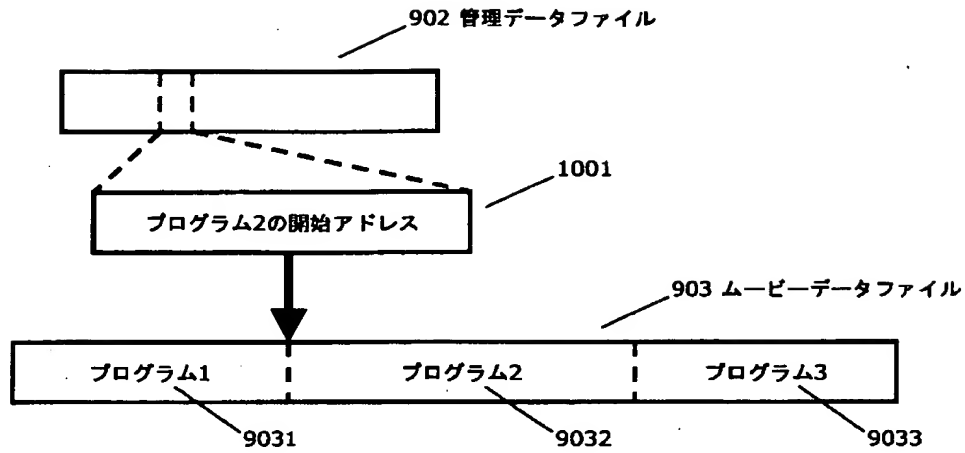 902 管理データファイル
1001
プログラム2の開始アドレス
903 ムービーデータファイル
プログラム1
プログラム2
プログラム3
9031
9032
9033